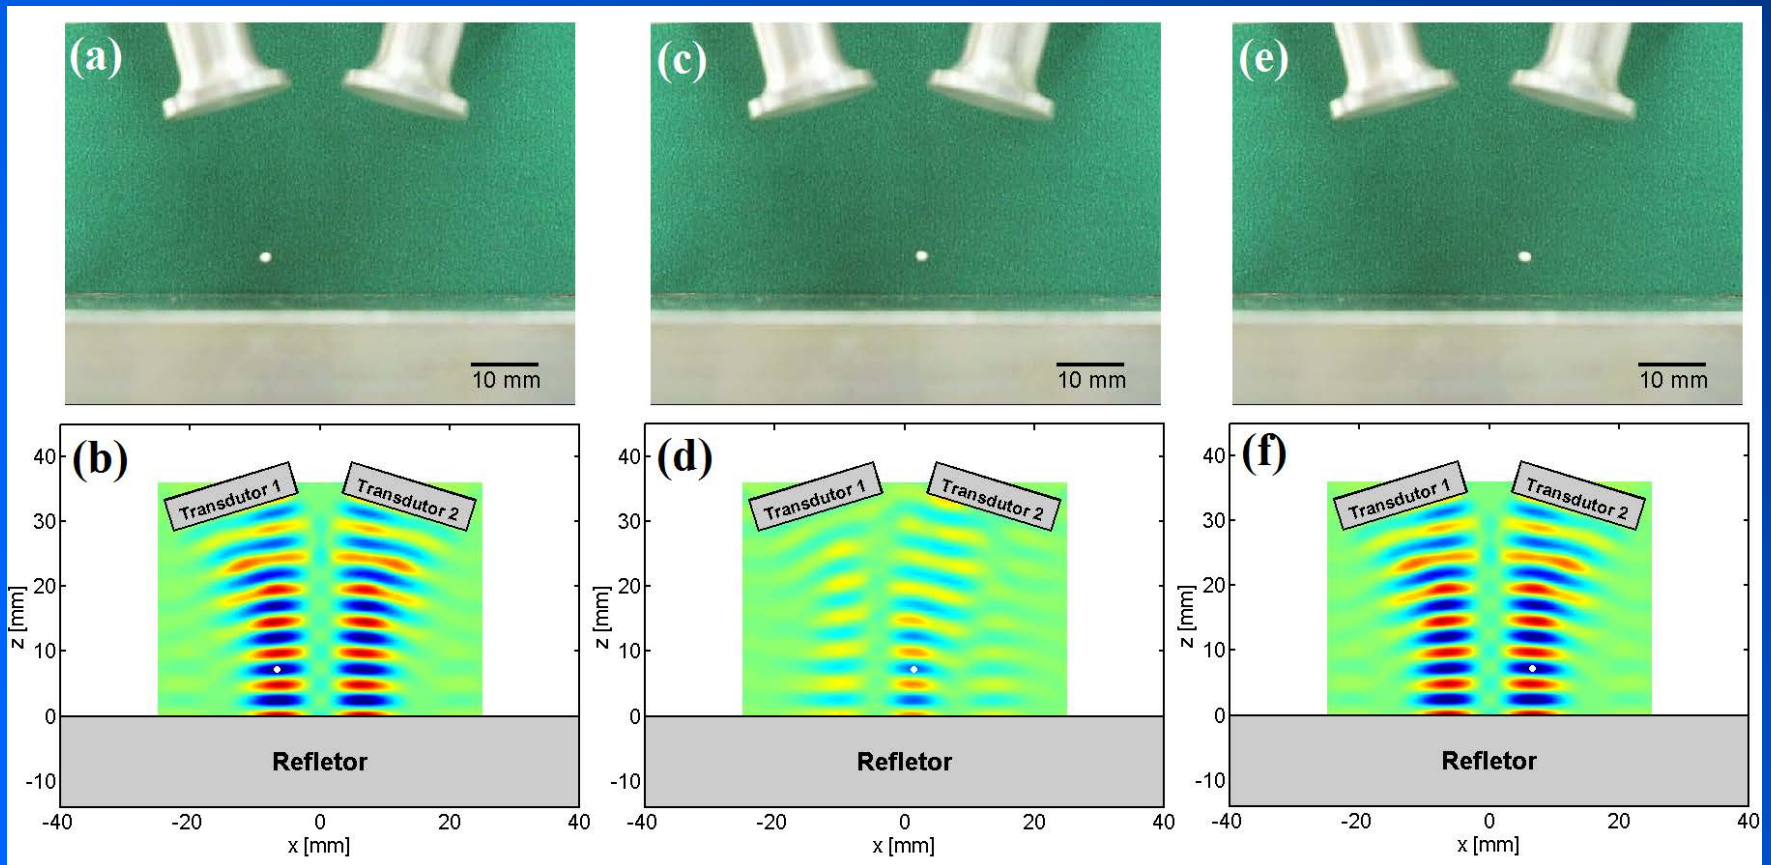 (a)
10 mm
(c)
10 mm
(e)
10 mm
(b)
40
30
20
10
0
-10
z [mm]
Transdutor 1
Transdutor 2
Refletor
-40
-20
0
20
40
x [mm]
(d)
40
30
20
10
0
-10
z [mm]
Transdutor 1
Transdutor 2
Refletor
-40
-20
0
20
40
x [mm]
(f)
40
30
20
10
0
-10
z [mm]
Transdutor 1
Transdutor 2
Refletor
-40
-20
0
20
40
x [mm]